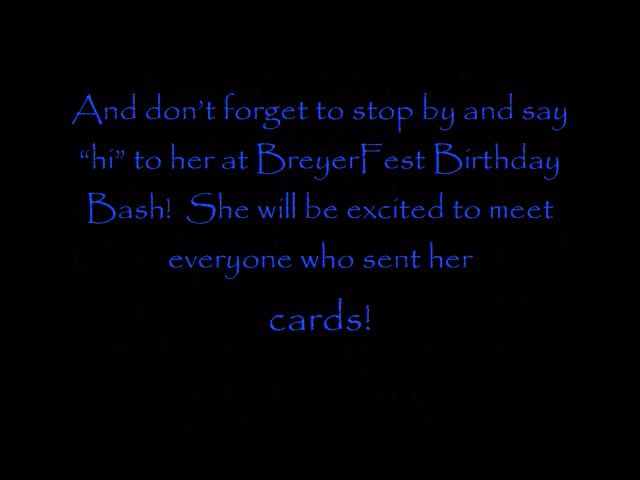 And don't forget to stop by and say
“hi” to her at BreyerFest Birthday
Bash!  She will be excited to meet
everyone who sent her
cards!